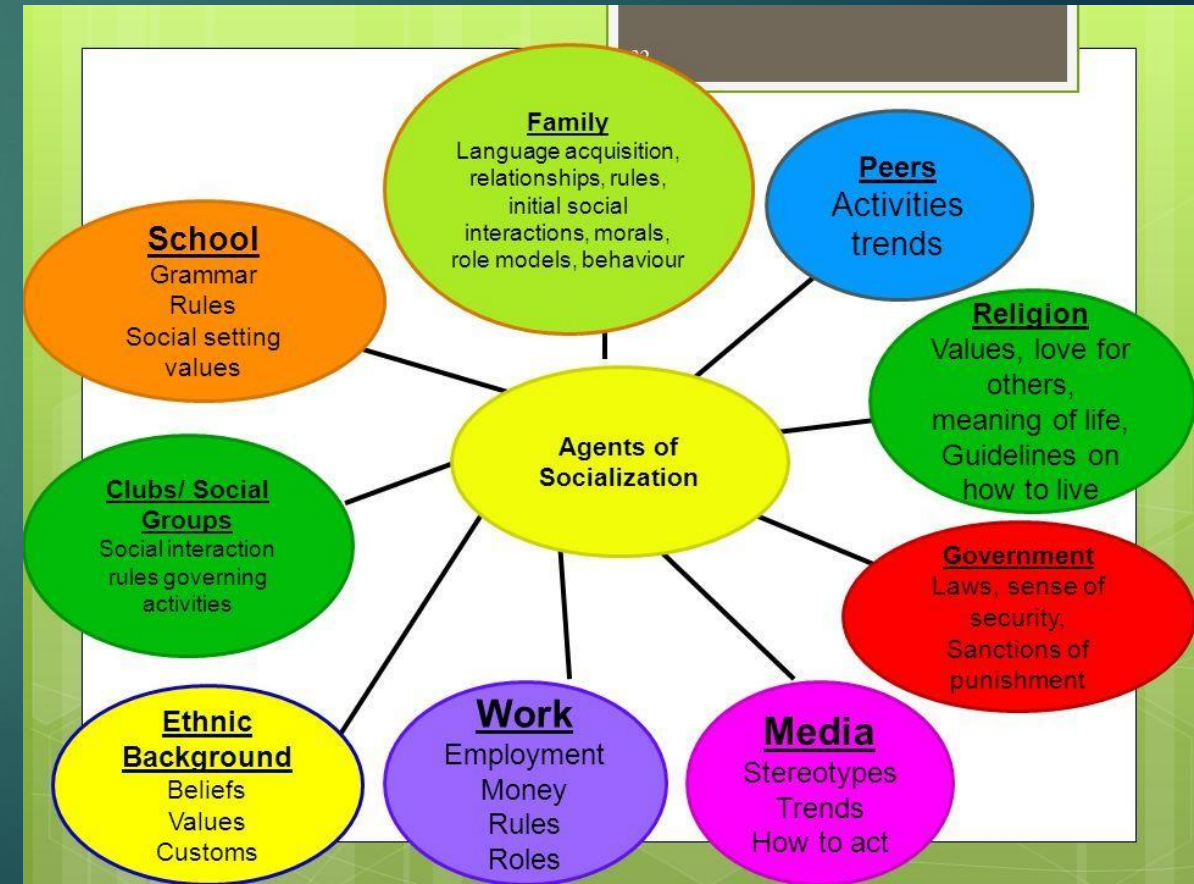 Family
Language acquisition,
relationships, rules,
initial social
interactions, morals,
role models, behaviour
Peers
Activities
trends
School
Grammar
Rules
Social setting
values
Religion
Values, love for
others,
meaning of life,
Guidelines on
how to live
Agents of
Socialization
Clubs/ Social
Groups
Social interaction
rules governing
activities
Government
Laws, sense of
security,
Sanctions of
punishment
Ethnic
Background
Beliefs
Values
Customs
Work
Employment
Money
Rules
Roles
Media
Stereotypes
Trends
How to act